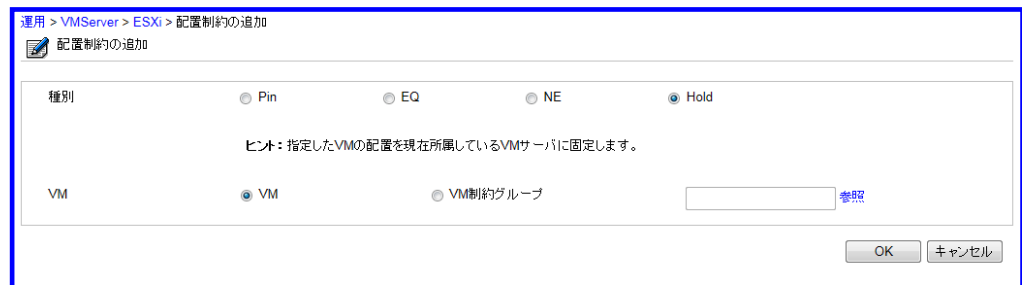 運用 > VMServer > ESXi > 配置制約の追加
配置制約の追加
種別 Pin EQ NE Hold
ヒント: 指定したVMの配置を現在所属しているVMサーバに固定します。
VM VM VM制約グループ 参照
OK キャンセル